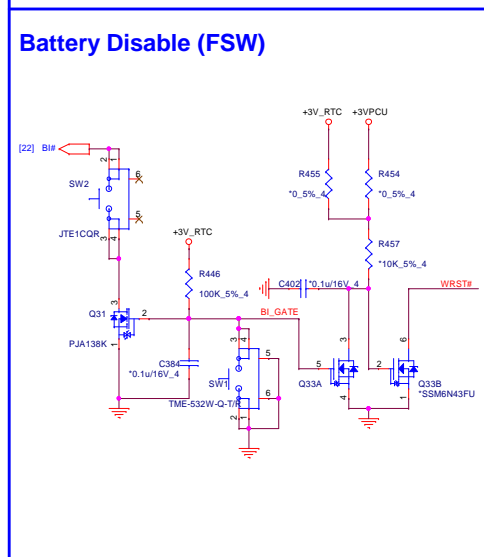 Battery Disable (FSW)
+3V_RTC +3VPCU
[22] BI#
2 1
6
SW2
5
JTE1CQR
3 4
R455 R454
*0_5%_4 *0_5%_4
+3V_RTC
R457
*10K_5%_4
R446
100K_5%_4
C402 *0.1u/16V_4
WRST#
3
Q31 2
PJA138K 1
BI_GATE
C384
*0.1u/16V_4
3 4
5
SW1
6
TME-532W-Q-T/R
2 1
3 6
5 2
Q33A Q33B
4 1 *SSM6N43FU